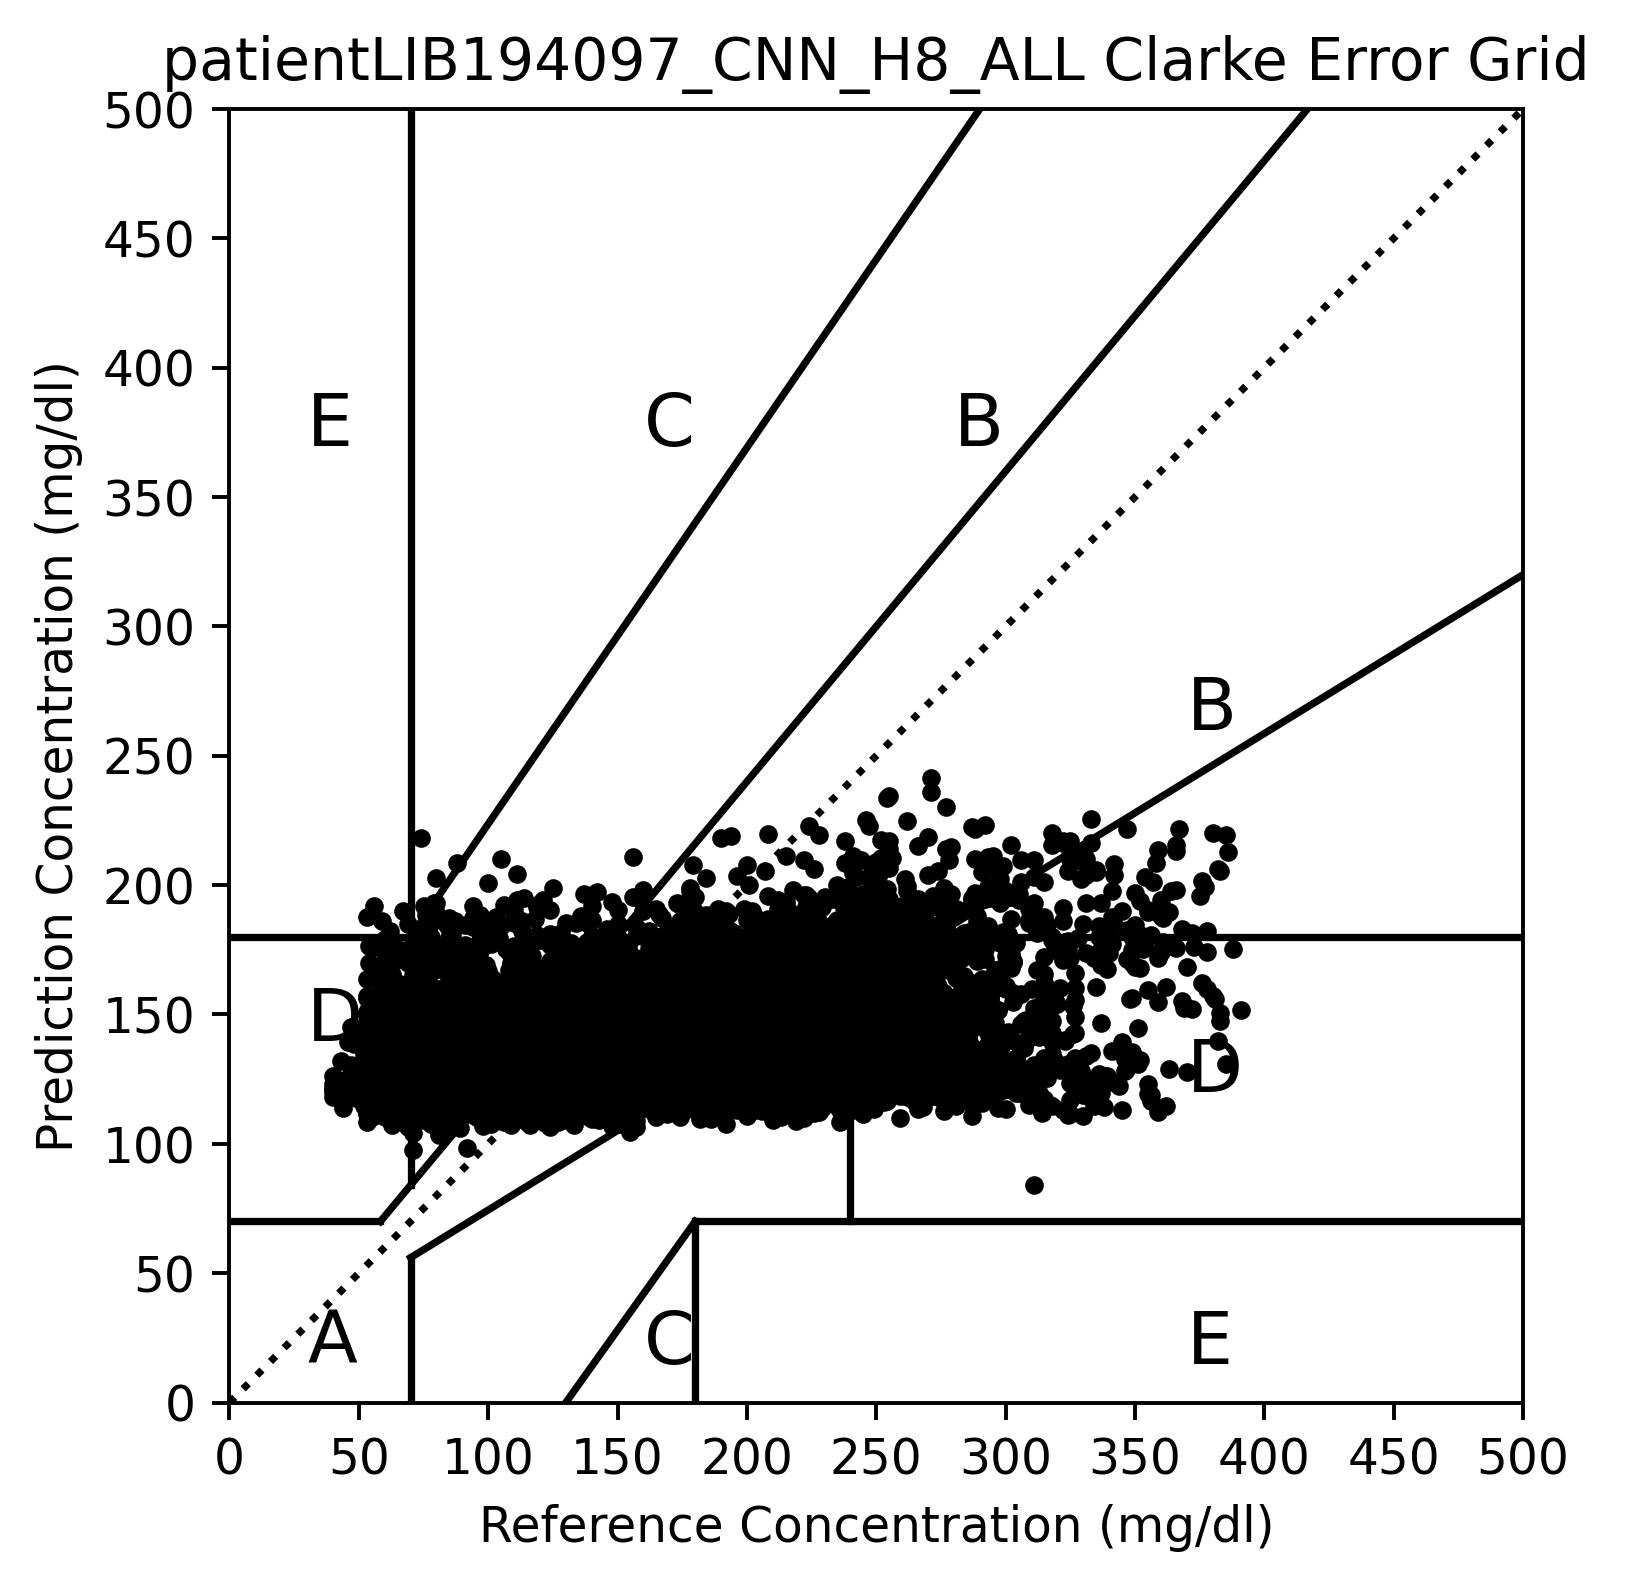 patientLIB194097_CNN_H8_ALL Clarke Error Grid
500
450
400
350
300
250
200
150
100
50
0
Prediction Concentration (mg/dl)
E
C
B
B
D
D
A
C
E
0 50 100 150 200 250 300 350 400 450 500
Reference Concentration (mg/dl)